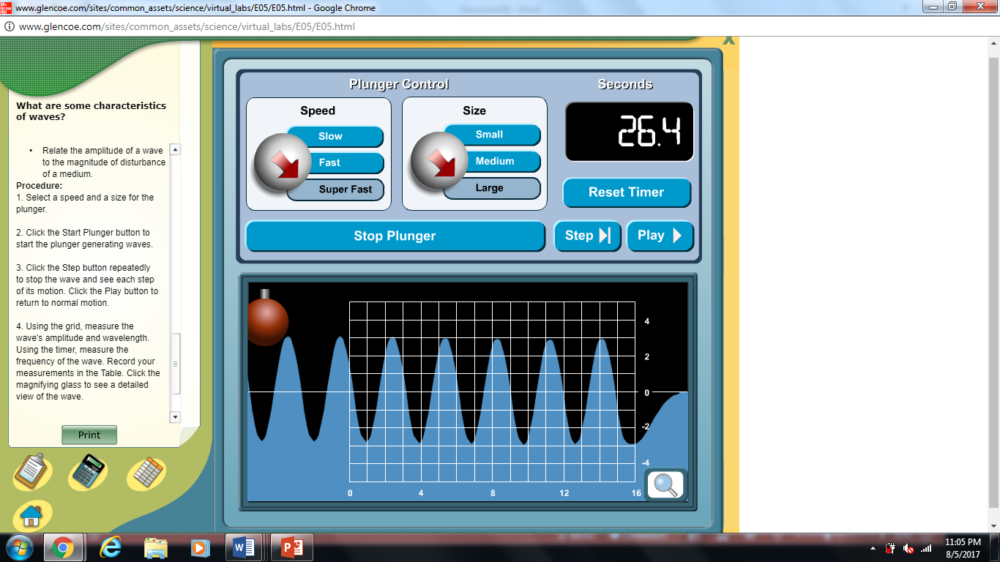 Mc
Graw
Hill
www.glencoe.com/sites/common_assets/science/virtual_labs/E05/E05.html - Google Chrome
www.glencoe.com/sites/common_assets/science/virtual_labs/E05/E05.html
X
What are some characteristics
of waves?
• Relate the amplitude of a wave
to the magnitude of disturbance
of a medium.
Procedure:
1. Select a speed and a size for the
plunger.
2. Click the Start Plunger button to
start the plunger generating waves.
3. Click the Step button repeatedly
to stop the wave and see each step
of its motion. Click the Play button to
return to normal motion.
4. Using the grid, measure the
wave's amplitude and wavelength.
Using the timer, measure the
frequency of the wave. Record your
measurements in the Table. Click the
magnifying glass to see a detailed
view of the wave.
Print
Plunger Control
Seconds
Speed
Slow
Fast
Super Fast
Size
Small
Medium
Large
26.4
Reset Timer
Stop Plunger
Step
Play
4
2
0
-2
-4
0 4 8 12 16
11:05 PM
8/5/2017